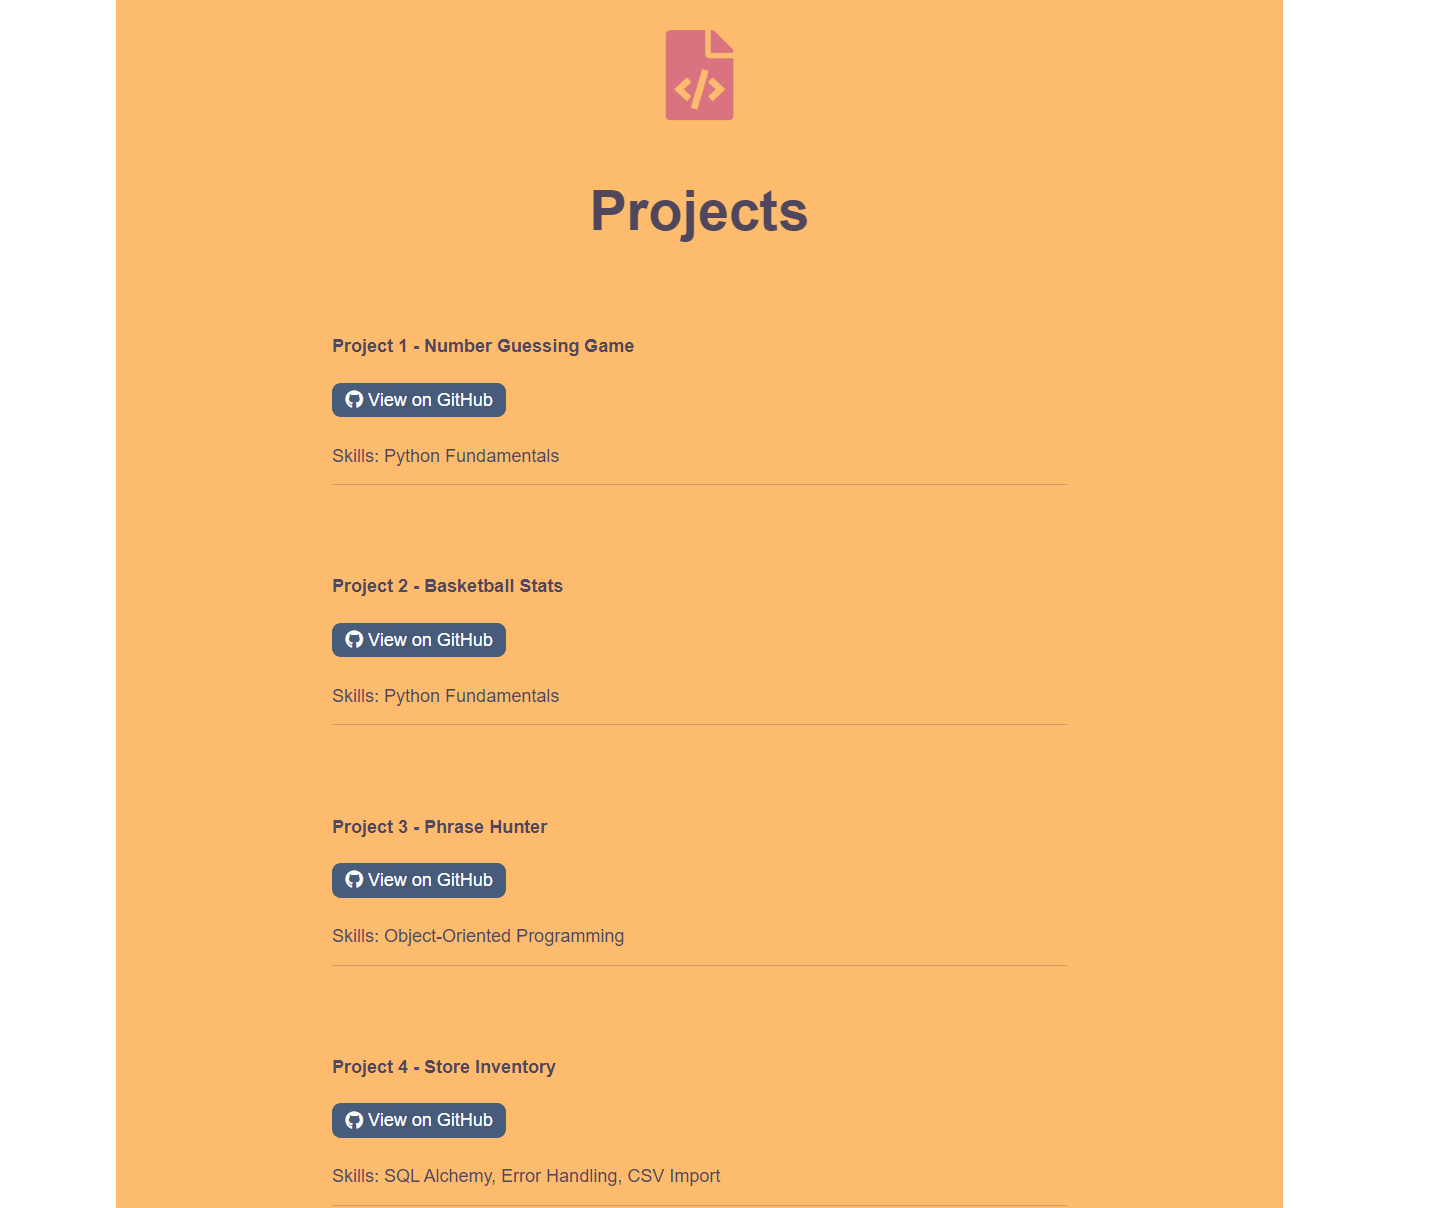 </>
Projects
Project 1 - Number Guessing Game
View on GitHub
Skills: Python Fundamentals
Project 2 - Basketball Stats
View on GitHub
Skills: Python Fundamentals
Project 3 - Phrase Hunter
View on GitHub
Skills: Object-Oriented Programming
Project 4 - Store Inventory
View on GitHub
Skills: SQL Alchemy, Error Handling, CSV Import